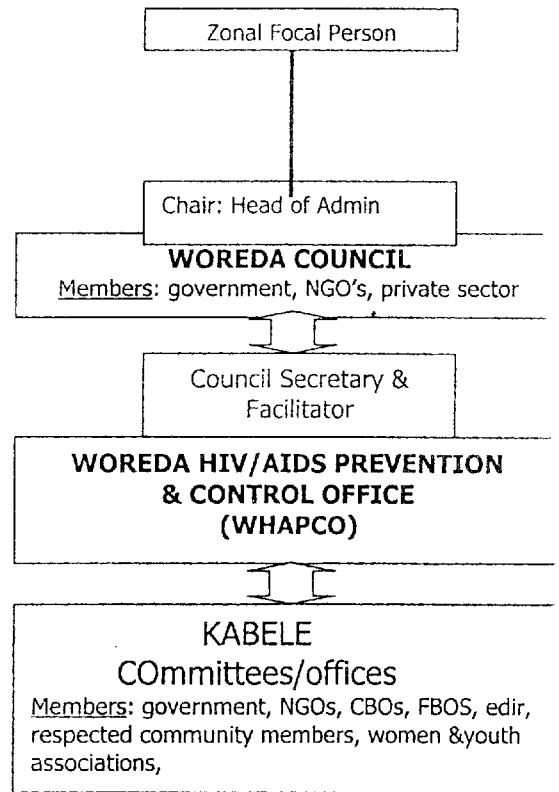 Zonal Focal Person
Chair: Head of Admin
WOREDA COUNCIL
Members: government, NGO's, private sector
Council Secretary &
Facilitator
WOREDA HIV/AIDS PREVENTION
& CONTROL OFFICE
(WHAPCO)
KABELE
COmmittees/offices
Members: government, NGOs, CBOs, FBOS, edir,
respected community members, women &youth
associations,